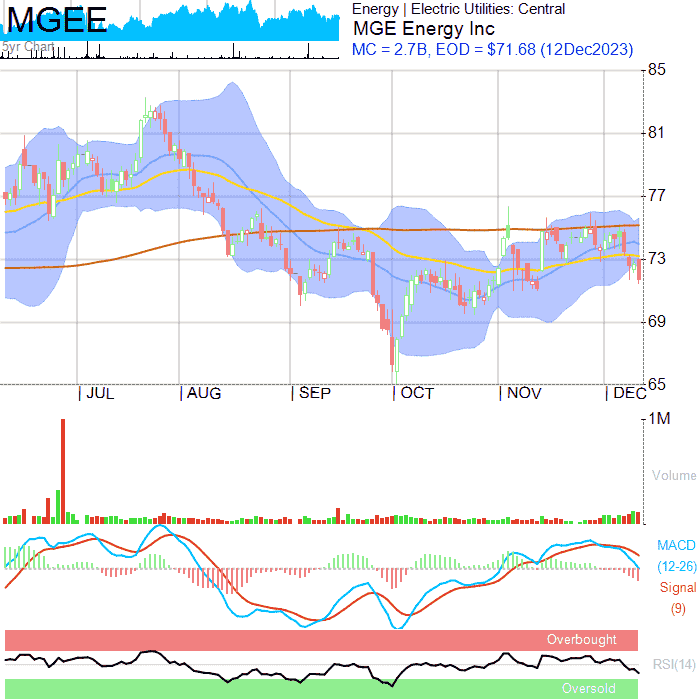 MGEE
5yr Chart
Energy | Electric Utilities: Central
MGE Energy Inc
MC = 2.7B, EOD = $71.68 (12Dec2023)
85
81
77
73
69
65
| JUL | AUG | SEP | OCT | NOV | DEC
1M
Volume
MACD
(12-26)
Signal
(9)
Overbought
RSI(14)
Oversold